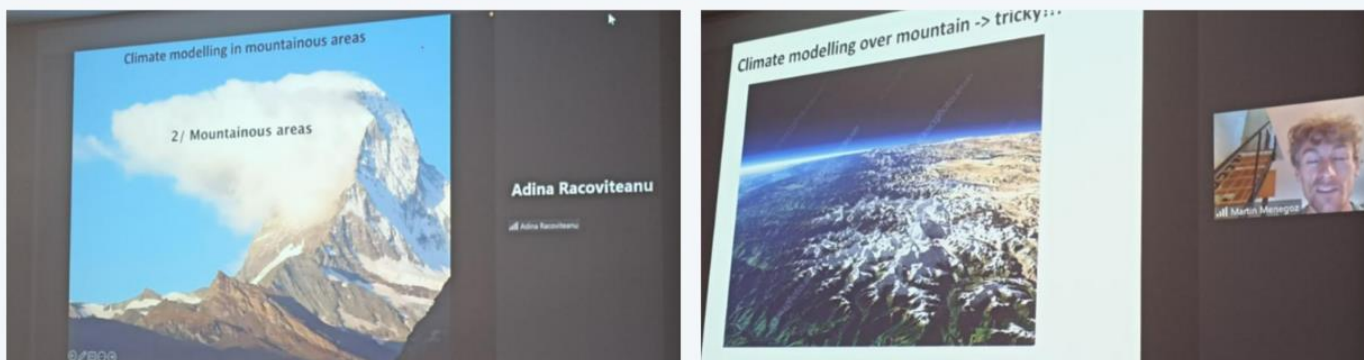 Climate modelling in mountainous areas
2/ Mountainous areas
Adina Racoviteanu
Adina Racoviteanu
Climate modelling over mountain -> tricky!!!
Martin Menegoz